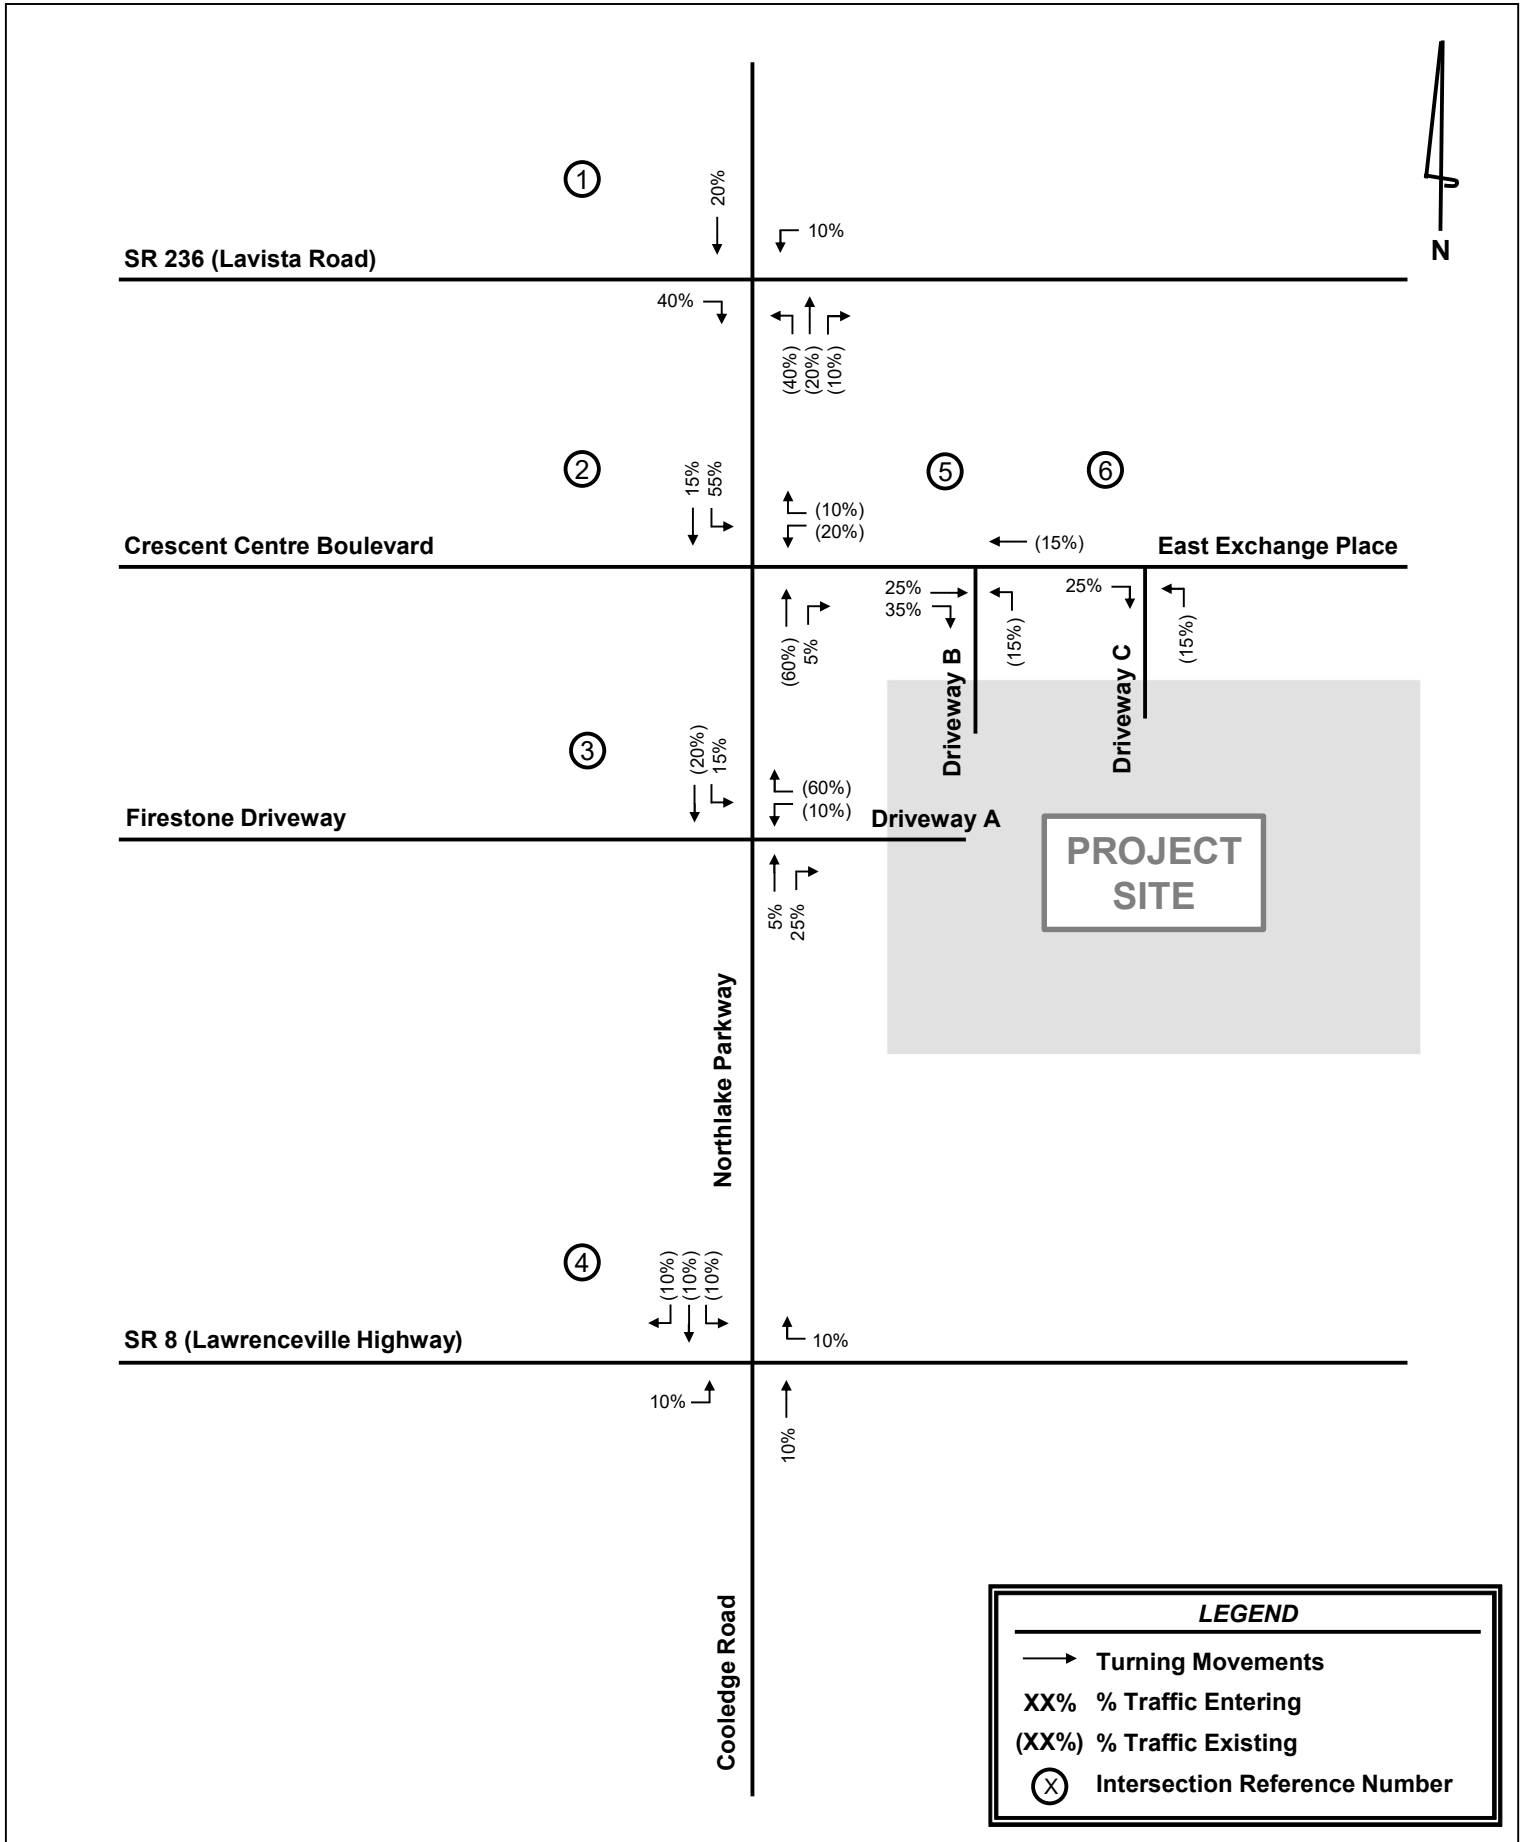 1
20%
10%
SR 236 (Lavista Road)
40%
(40%)
(20%)
(10%)
N
2
15%
55%
5
6
(10%)
(20%)
Crescent Centre Boulevard
(15%)
East Exchange Place
25%
35%
25%
(60%)
5%
(15%)
(15%)
Driveway B
Driveway C
3
(20%)
15%
(60%)
(10%)
Firestone Driveway
Driveway A
PROJECT
SITE
5%
25%
Northlake Parkway
4
(10%)
(10%)
(10%)
SR 8 (Lawrenceville Highway)
10%
10%
10%
Cooledge Road
LEGEND
Turning Movements
XX% % Traffic Entering
(XX%) % Traffic Existing
X Intersection Reference Number